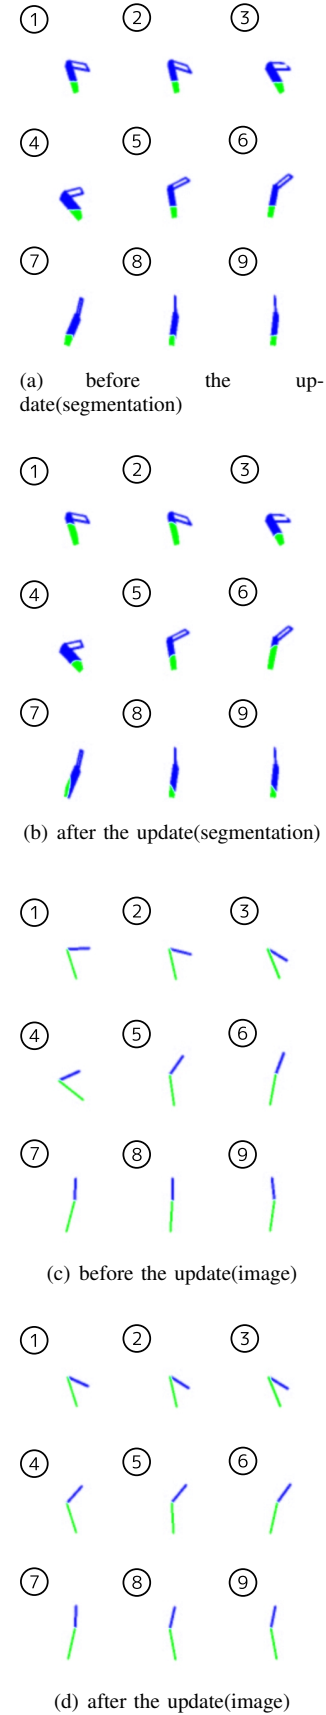 ① ② ③
④ ⑤ ⑥
⑦ ⑧ ⑨
(a) before the up-
date(segmentation)
① ② ③
④ ⑤ ⑥
⑦ ⑧ ⑨
(b) after the update(segmentation)
① ② ③
④ ⑤ ⑥
⑦ ⑧ ⑨
(c) before the update(image)
① ② ③
④ ⑤ ⑥
⑦ ⑧ ⑨
(d) after the update(image)